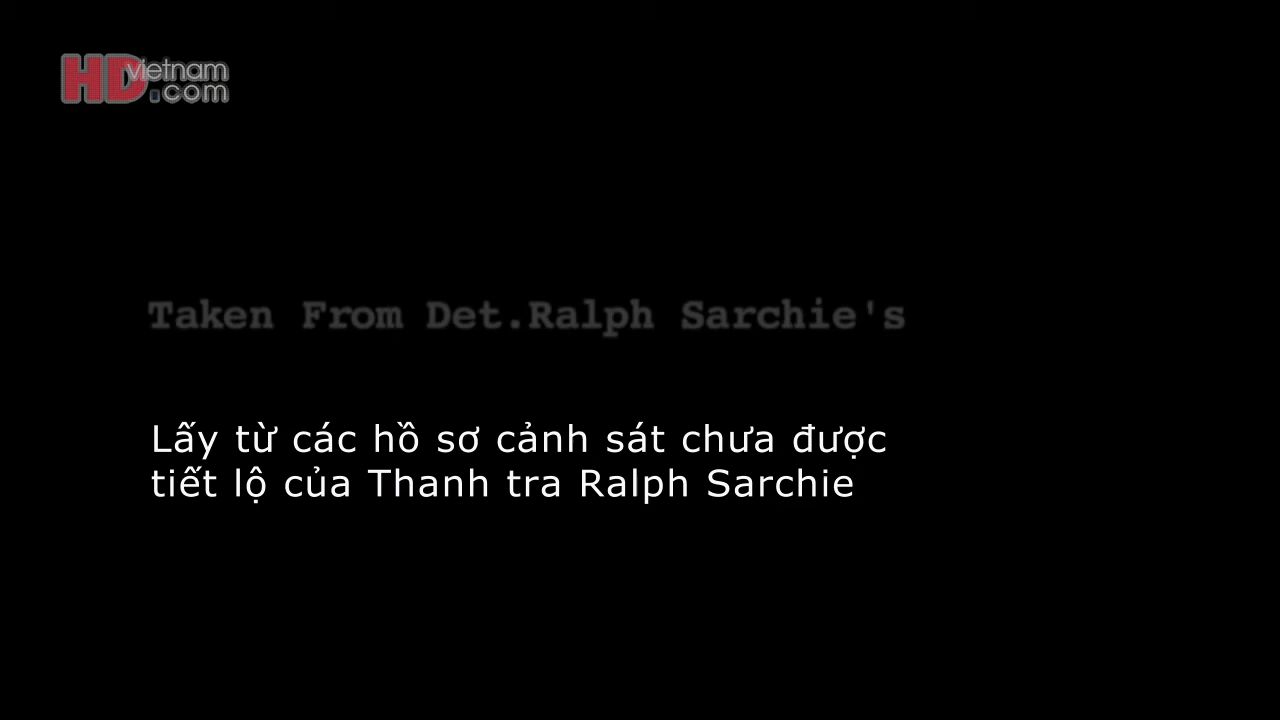 HDvietnam
.com
Taken From Det.Ralph Sarchie's
Lấy từ các hồ sơ cảnh sát chưa được
tiết lộ của Thanh tra Ralph Sarchie